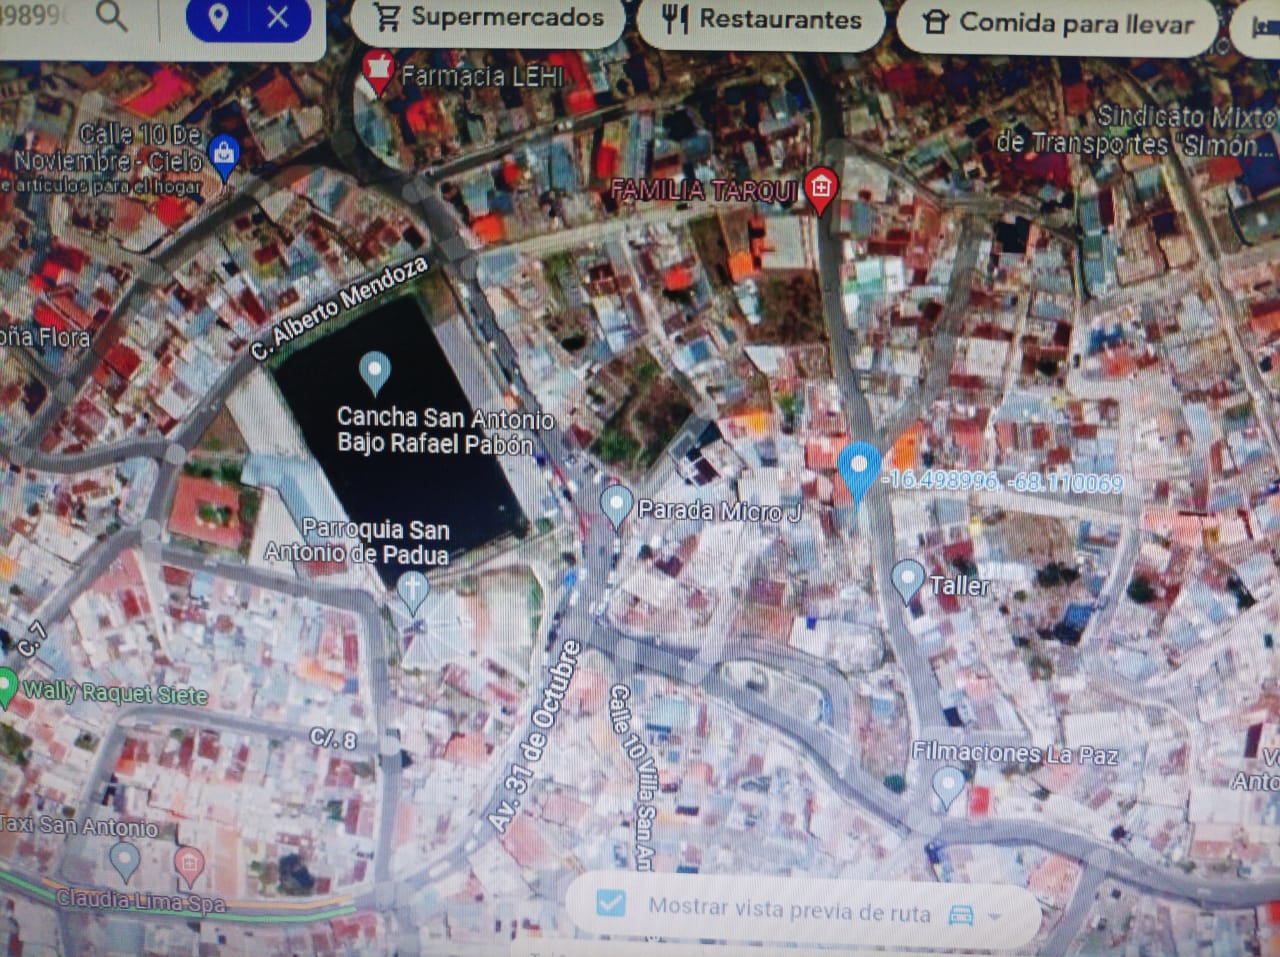 Supermercados
Restaurantes
Comida para llevar
Farmacia LEHI
Calle 10 De
Noviembre - Cielo
e artículos para el hogar
Sindicato Mixto
de Transportes "Simón...
FAMILIA TARQUI
C. Alberto Mendoza
oña Flora
Cancha San Antonio
Bajo Rafael Pabón
-16.498996, -68.110069
Parada Micro J
Parroquia San
Antonio de Padua
Taller
C. 7
Wally Raquet Siete
C/. 8
Av. 31 de Octubre
Calle 10 Villa San An
Filmaciones La Paz
Taxi San Antonio
Claudia Lima Spa
Mostrar vista previa de ruta